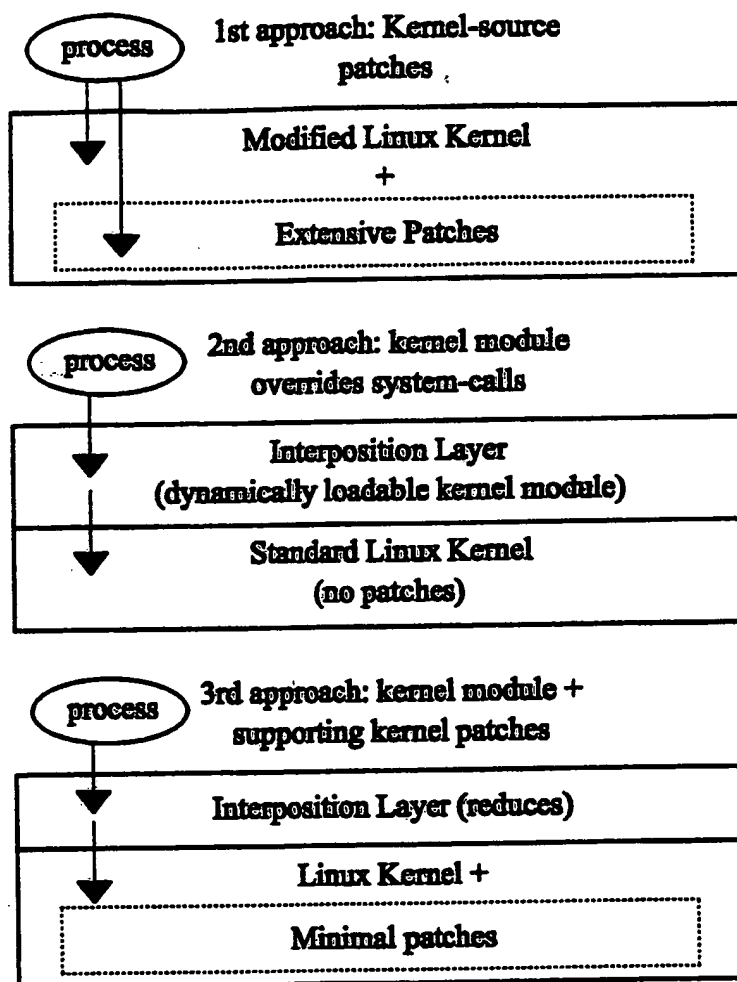 process
1st approach: Kernel-source
patches
Modified Linux Kernel
+
Extensive Patches
process
2nd approach: kernel module
overrides system-calls
Interposition Layer
(dynamically loadable kernel module)
Standard Linux Kernel
(no patches)
process
3rd approach: kernel module +
supporting kernel patches
Interposition Layer (reduces)
Linux Kernel +
Minimal patches